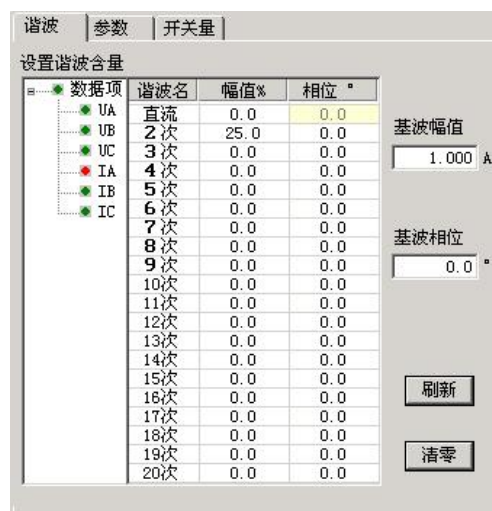 谐波 参数 开关量
设置谐波含量
数据项 谐波名 幅值% 相位 °
UA 直流 0.0 0.0
UB 2次 25.0 0.0 基波幅值
UC 3次 0.0 0.0
IA 4次 0.0 0.0 1.000 A
IB 5次 0.0 0.0
IC 6次 0.0 0.0
7次 0.0 0.0
8次 0.0 0.0 基波相位
9次 0.0 0.0 0.0 °
10次 0.0 0.0
11次 0.0 0.0
12次 0.0 0.0
13次 0.0 0.0
14次 0.0 0.0
15次 0.0 0.0 刷新
16次 0.0 0.0
17次 0.0 0.0
18次 0.0 0.0
19次 0.0 0.0 清零
20次 0.0 0.0